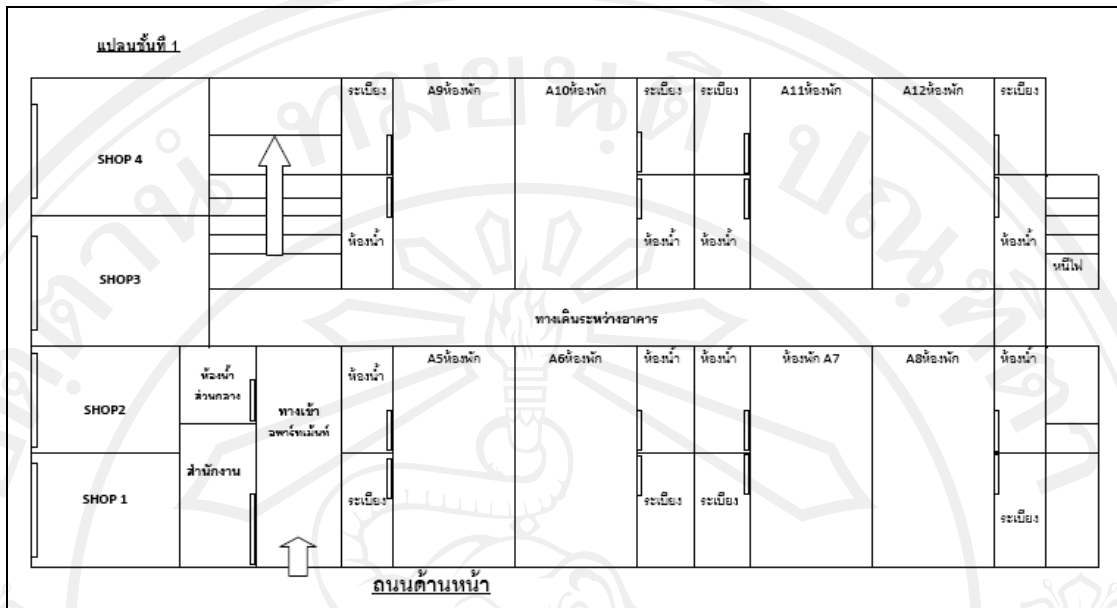 แปลนชั้นที่ 1
ระเบียง A9ห้องพัก A10ห้องพัก ระเบียง ระเบียง A11ห้องพัก A12ห้องพัก ระเบียง
SHOP 4
ห้องน้ำ ห้องน้ำ ห้องน้ำ ห้องน้ำ
หนีไฟ
SHOP3
ทางเดินระหว่างอาคาร
ห้องน้ำ A5ห้องพัก A6ห้องพัก ห้องน้ำ ห้องน้ำ ห้องพัก A7 A8ห้องพัก ห้องน้ำ
ห้องน้ำ
ส่วนกลาง
SHOP2
ทางเข้า
อพาร์ทเม้นท์
สำนักงาน
SHOP 1
ระเบียง ระเบียง ระเบียง ระเบียง
ถนนด้านหน้า